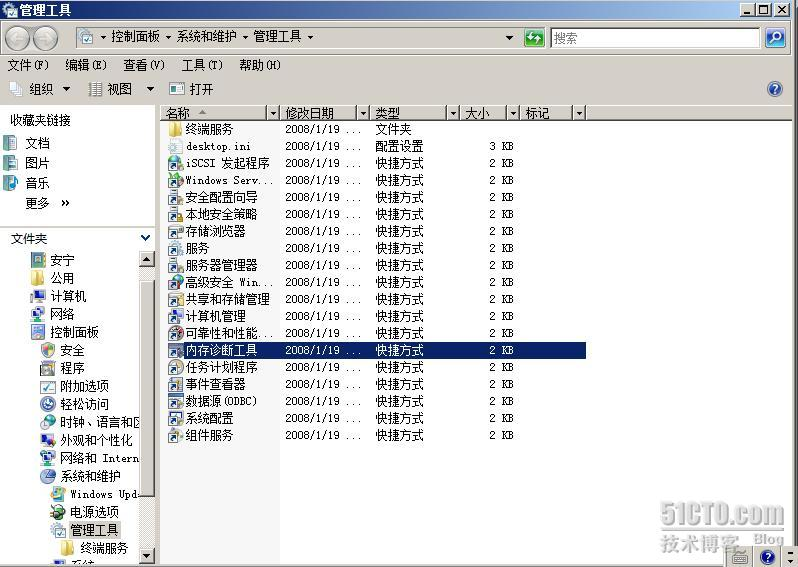 管理工具
控制面板 系统和维护 管理工具 搜索
文件(F) 编辑(E) 查看(V) 工具(T) 帮助(H)
组织 视图 打开
收藏夹链接
文档
图片
音乐
更多 »
文件夹
安宁
公用
计算机
网络
控制面板
安全
程序
附加选项
轻松访问
时钟、语言和区
外观和个性化
网络和 Intern
系统和维护
Windows Upd
电源选项
管理工具
终端服务
名称 修改日期 类型 大小 标记
终端服务 2008/1/19 ... 文件夹
desktop.ini 2008/1/19 ... 配置设置 3 KB
iSCSI 发起程序 2008/1/19 ... 快捷方式 2 KB
Windows Serv... 2008/1/19 ... 快捷方式 2 KB
安全配置向导 2008/1/19 ... 快捷方式 2 KB
本地安全策略 2008/1/19 ... 快捷方式 2 KB
存储浏览器 2008/1/19 ... 快捷方式 2 KB
服务 2008/1/19 ... 快捷方式 2 KB
服务器管理器 2008/1/19 ... 快捷方式 2 KB
高级安全 Win... 2008/1/19 ... 快捷方式 2 KB
共享和存储管理 2008/1/19 ... 快捷方式 2 KB
计算机管理 2008/1/19 ... 快捷方式 2 KB
可靠性和性能... 2008/1/19 ... 快捷方式 2 KB
内存诊断工具 2008/1/19 ... 快捷方式 2 KB
任务计划程序 2008/1/19 ... 快捷方式 2 KB
事件查看器 2008/1/19 ... 快捷方式 2 KB
数据源(ODBC) 2008/1/19 ... 快捷方式 2 KB
系统配置 2008/1/19 ... 快捷方式 2 KB
组件服务 2008/1/19 ... 快捷方式 2 KB
51CTO.com
技术博客 Blog